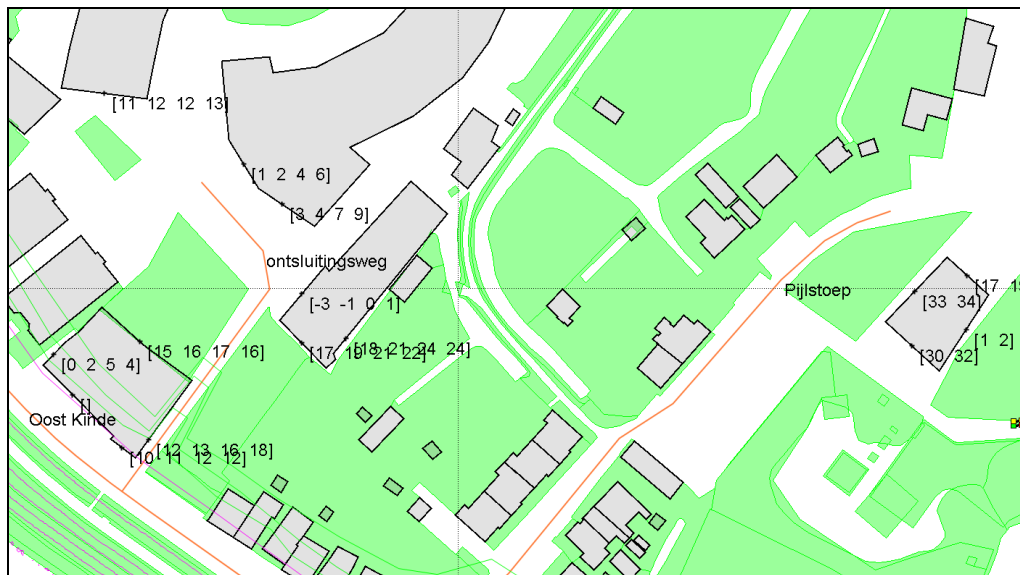 [11 12 12 13]
[1 2 4 6]
[3 4 7 9]
ontsluitingsweg
[-3 -1 0 1]
Pijlstoep
[33 34]
[17 19
[1 2]
[30 32]
[15 16 17 16]
[17 19 21 22]
[18 21 24 24]
[0 2 5 4]
[]
Oost Kinde
[12 13 16 18]
[10 11 12 12]